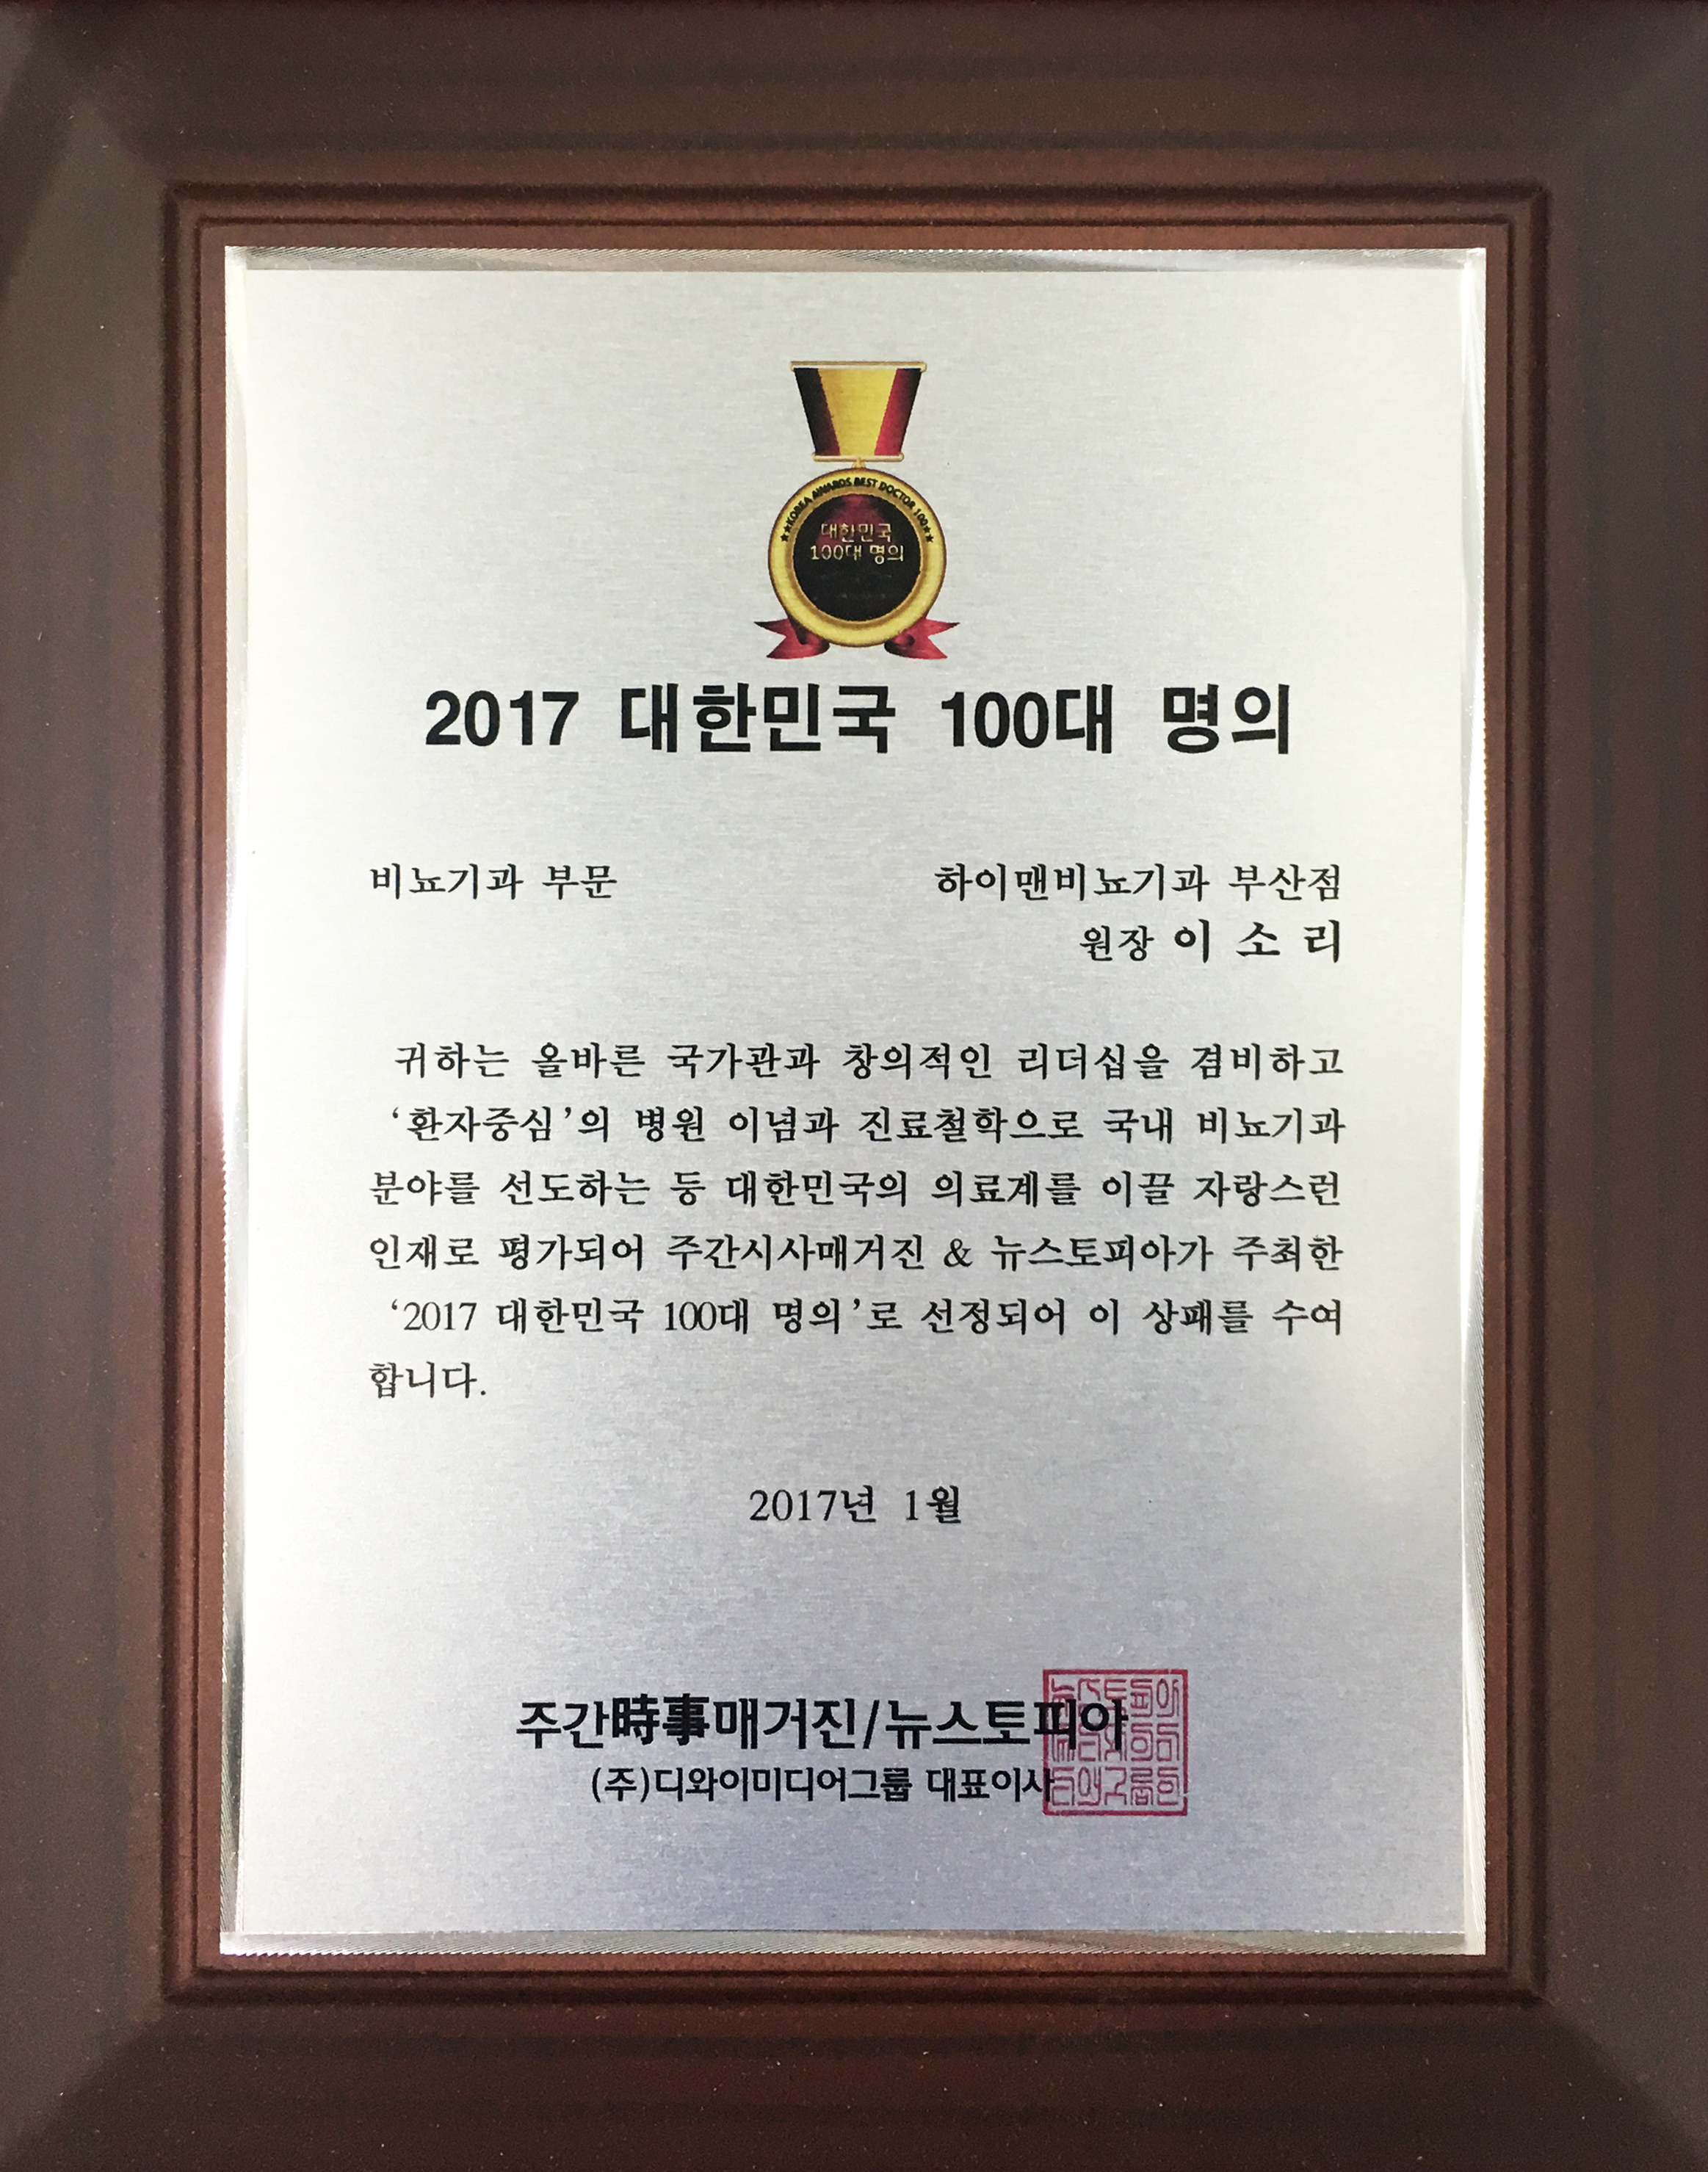 ★★KOREA AWARDS BEST DOCTOR 100★★
대한민국
100대 명의
2017 대한민국 100대 명의
비뇨기과 부문
하이맨비뇨기과 부산점
원장 이 소 리
귀하는 올바른 국가관과 창의적인 리더십을 겸비하고
‘환자중심’의 병원 이념과 진료철학으로 국내 비뇨기과
분야를 선도하는 등 대한민국의 의료계를 이끌 자랑스런
인재로 평가되어 주간시사매거진 & 뉴스토피아가 주최한
‘2017 대한민국 100대 명의’로 선정되어 이 상패를 수여
합니다.
2017년 1월
주간時事매거진/뉴스토피아
(주)디와이미디어그룹 대표이사